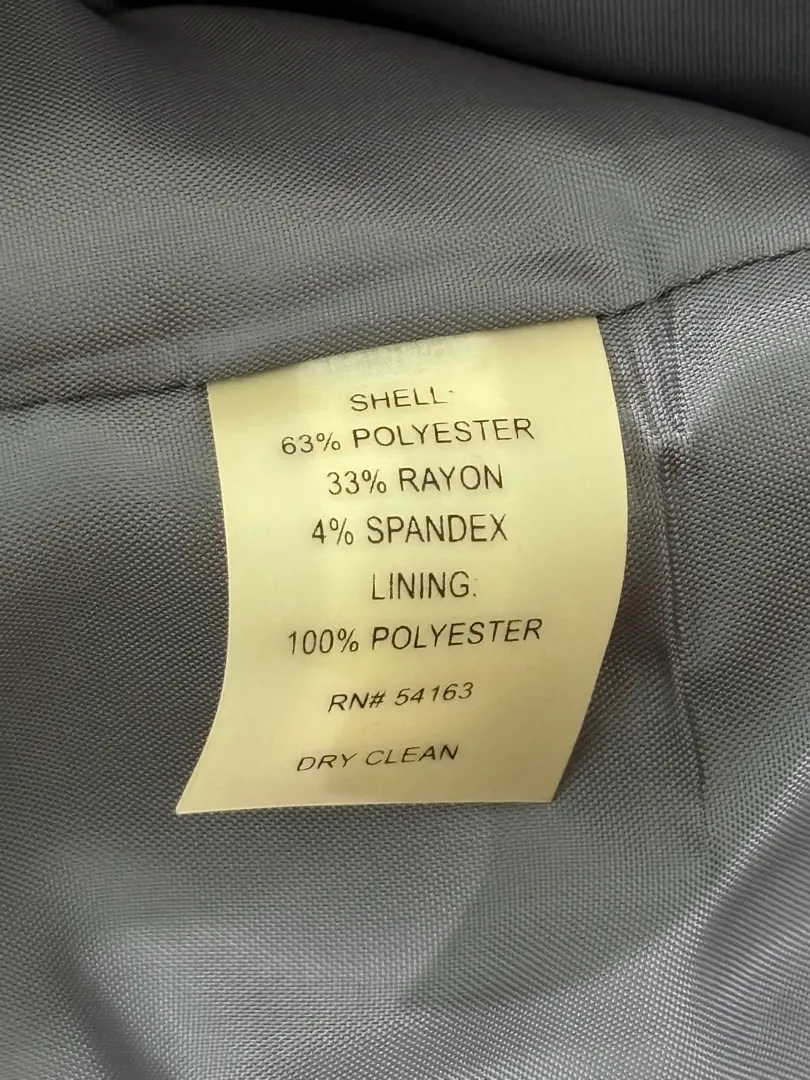 SHELL:
63% POLYESTER
33% RAYON
4% SPANDEX
LINING:
100% POLYESTER
RN# 54163
DRY CLEAN